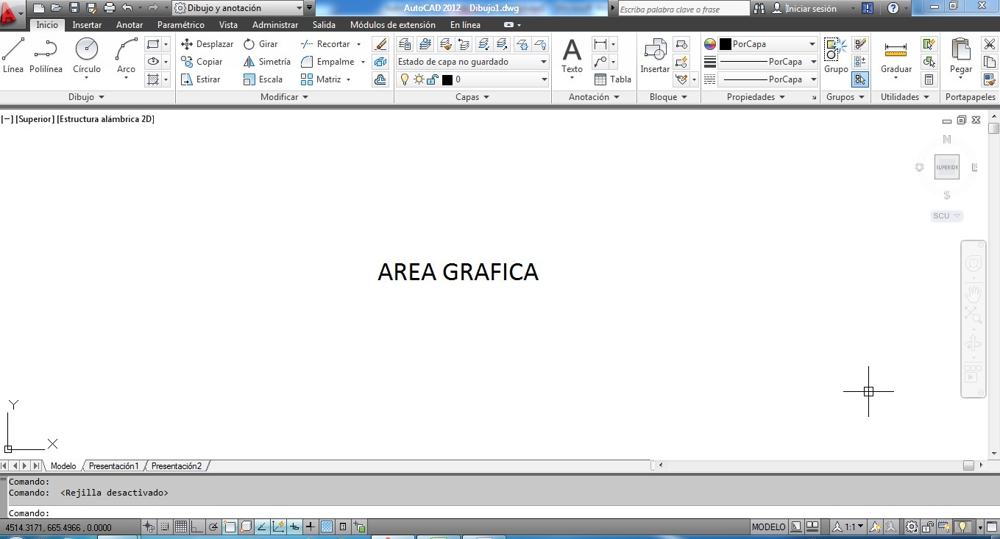 Dibujo y anotación AutoCAD 2012 Dibujo1.dwg Escriba palabra clave o frase Iniciar sesión
Inicio Insertar Anotar Paramétrico Vista Administrar Salida Módulos de extensión En línea
Línea Polilínea Círculo Arco
Desplazar Girar Recortar
Copiar Simetría Empalme
Estirar Escala Matriz
Estado de capa no guardado
0
Texto
Tabla
Insertar
PorCapa
PorCapa
PorCapa
Grupo
Graduar
Pegar
Dibujo Modificar Capas Anotación Bloque Propiedades Grupos Utilidades Portapapeles
[−] [Superior] [Estructura alámbrica 2D]
N
O SUPERIOR E
S
SCU
AREA GRAFICA
Y
X
Modelo Presentación1 Presentación2
Comando:
Comando: <Rejilla desactivado>
Comando:
4514.3171, 665.4966 , 0.0000 MODELO 1:1